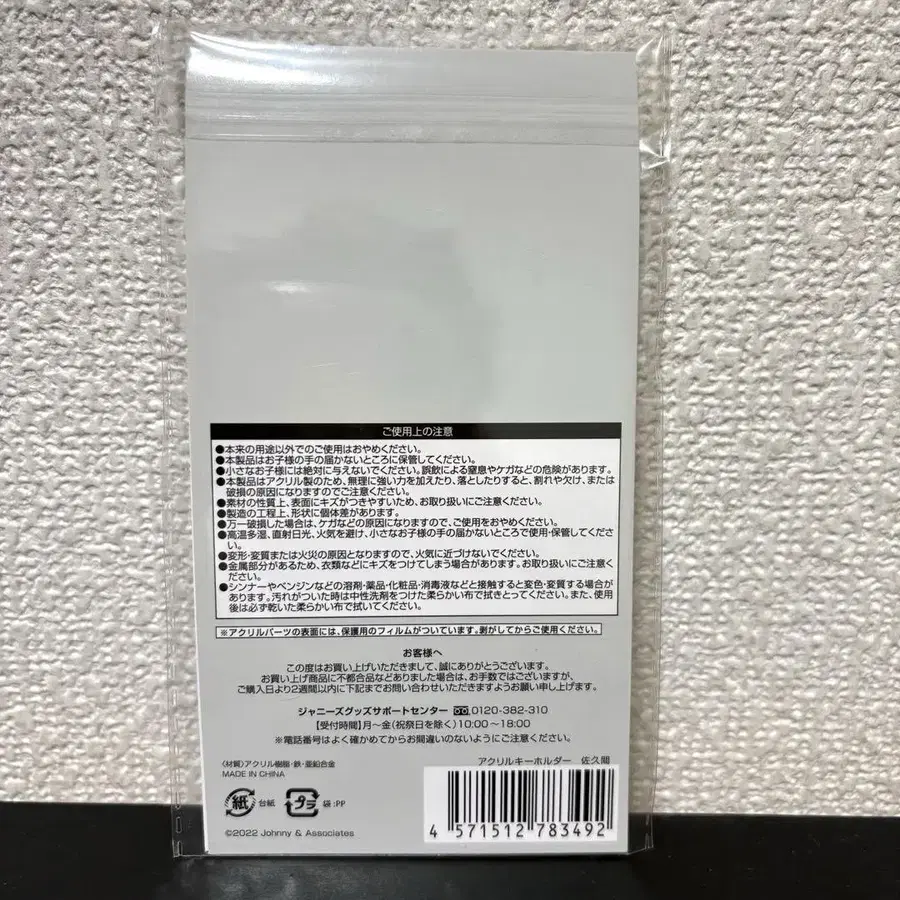 ご使用上の注意
●本来の用途以外でのご使用はおやめください。
●本製品はお子様の手の届かないところに保管してください。
●小さなお子様には絶対に与えないでください。誤飲による窒息やケガなどの危険があります。
●本製品はアクリル製のため、無理に強い力を加えたり、落としたりすると、割れや欠け、または
破損の原因になりますのでご注意ください。
●素材の性質上、表面にキズがつきやすいため、お取り扱いにご注意ください。
●製造の工程上、形状に個体差があります。
●万一破損した場合は、ケガなどの原因になりますので、ご使用をおやめください。
●高温多湿、直射日光、火気を避け、小さなお子様の手の届かないところで使用・保管してくださ
い。
●変形・変質または火災の原因となりますので、火気に近づけないでください。
●金属部分があるため、衣類などにキズをつけてしまう場合があります。お取り扱いにご注意く
ださい。
●シンナーやベンジンなどの溶剤・薬品・化粧品・消毒液などと接触すると変色・変質する場合が
あります。汚れがついた時は中性洗剤をつけた柔らかい布で拭きとってください。また、使用
後は必ず乾いた柔らかい布で拭いてください。
※アクリルパーツの表面には、保護用のフィルムがついています。剥がしてからご使用ください。
お客様へ
この度はお買い上げいただきまして、誠にありがとうございます。
お買い上げ商品に不都合品などありました場合は、お手数ではございますが、
ご購入日より2週間以内に下記までお問い合わせいただきますようお願い申し上げます。
ジャニーズグッズサポートセンター 0120-382-310
【受付時間】月～金(祝祭日を除く)10:00～18:00
※電話番号はよく確かめてからお間違いのないようにご注意ください。
〈材質〉アクリル樹脂・鉄・亜鉛合金
MADE IN CHINA
アクリルキーホルダー 佐久間
紙 台紙 プラ 袋:PP
©2022 Johnny & Associates
4 571512 783492